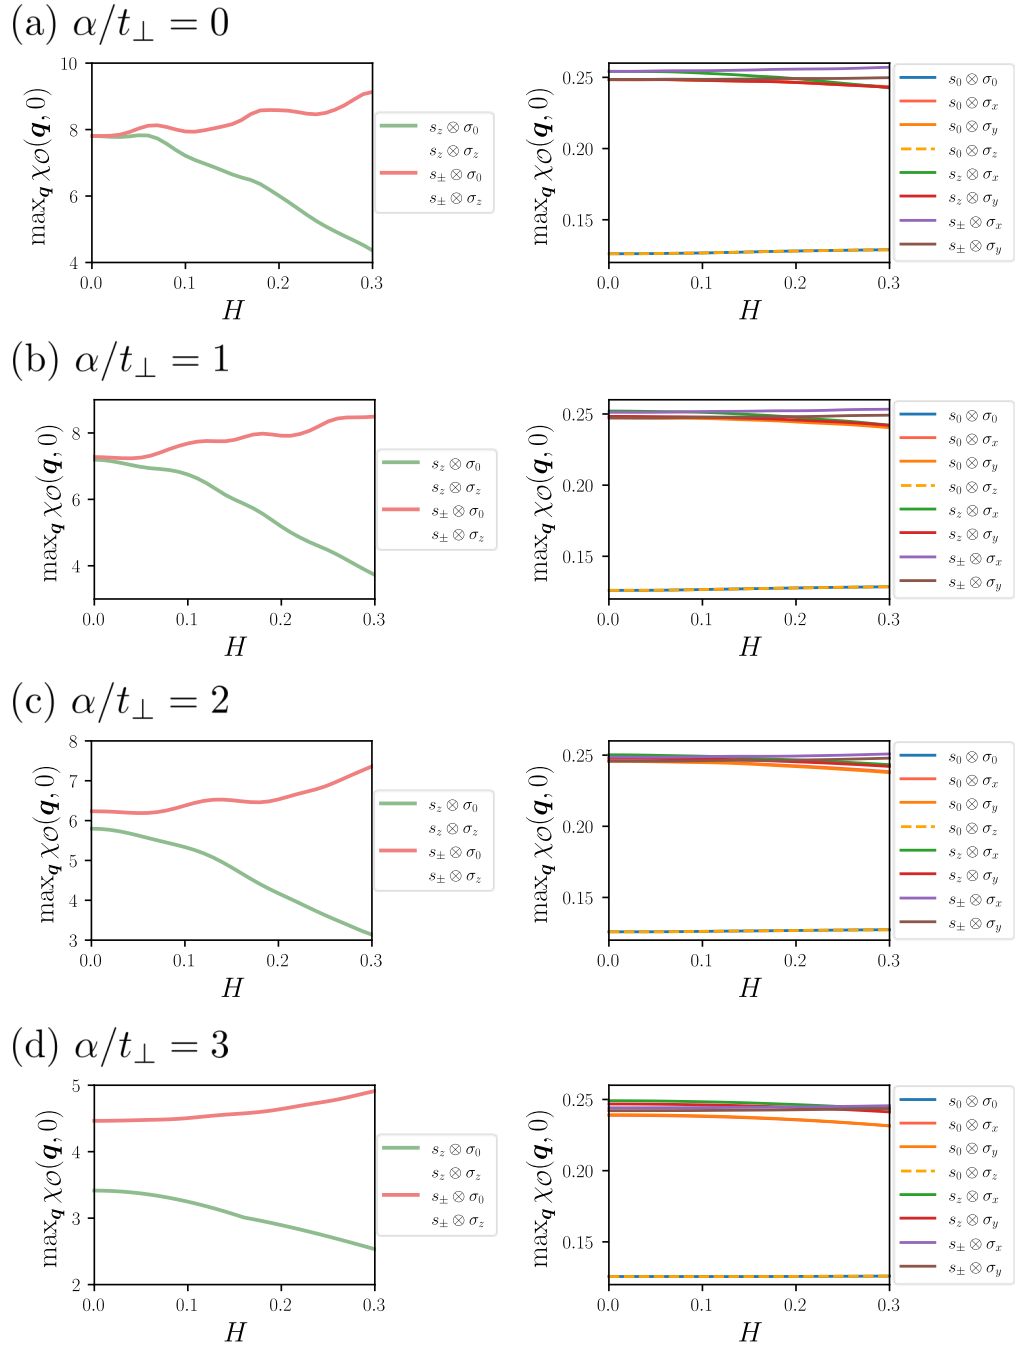 (a) α/t⊥ = 0
max_q χ_O(q, 0)
10
8
6
4
0.0 0.1 0.2 0.3
H
s_z ⊗ σ_0
s_z ⊗ σ_z
s_± ⊗ σ_0
s_± ⊗ σ_z
max_q χ_O(q, 0)
0.25
0.20
0.15
0.0 0.1 0.2 0.3
H
s_0 ⊗ σ_0
s_0 ⊗ σ_x
s_0 ⊗ σ_y
s_0 ⊗ σ_z
s_z ⊗ σ_x
s_z ⊗ σ_y
s_± ⊗ σ_x
s_± ⊗ σ_y
(b) α/t⊥ = 1
max_q χ_O(q, 0)
8
6
4
0.0 0.1 0.2 0.3
H
s_z ⊗ σ_0
s_z ⊗ σ_z
s_± ⊗ σ_0
s_± ⊗ σ_z
max_q χ_O(q, 0)
0.25
0.20
0.15
0.0 0.1 0.2 0.3
H
s_0 ⊗ σ_0
s_0 ⊗ σ_x
s_0 ⊗ σ_y
s_0 ⊗ σ_z
s_z ⊗ σ_x
s_z ⊗ σ_y
s_± ⊗ σ_x
s_± ⊗ σ_y
(c) α/t⊥ = 2
max_q χ_O(q, 0)
8
7
6
5
4
3
0.0 0.1 0.2 0.3
H
s_z ⊗ σ_0
s_z ⊗ σ_z
s_± ⊗ σ_0
s_± ⊗ σ_z
max_q χ_O(q, 0)
0.25
0.20
0.15
0.0 0.1 0.2 0.3
H
s_0 ⊗ σ_0
s_0 ⊗ σ_x
s_0 ⊗ σ_y
s_0 ⊗ σ_z
s_z ⊗ σ_x
s_z ⊗ σ_y
s_± ⊗ σ_x
s_± ⊗ σ_y
(d) α/t⊥ = 3
max_q χ_O(q, 0)
5
4
3
2
0.0 0.1 0.2 0.3
H
s_z ⊗ σ_0
s_z ⊗ σ_z
s_± ⊗ σ_0
s_± ⊗ σ_z
max_q χ_O(q, 0)
0.25
0.20
0.15
0.0 0.1 0.2 0.3
H
s_0 ⊗ σ_0
s_0 ⊗ σ_x
s_0 ⊗ σ_y
s_0 ⊗ σ_z
s_z ⊗ σ_x
s_z ⊗ σ_y
s_± ⊗ σ_x
s_± ⊗ σ_y